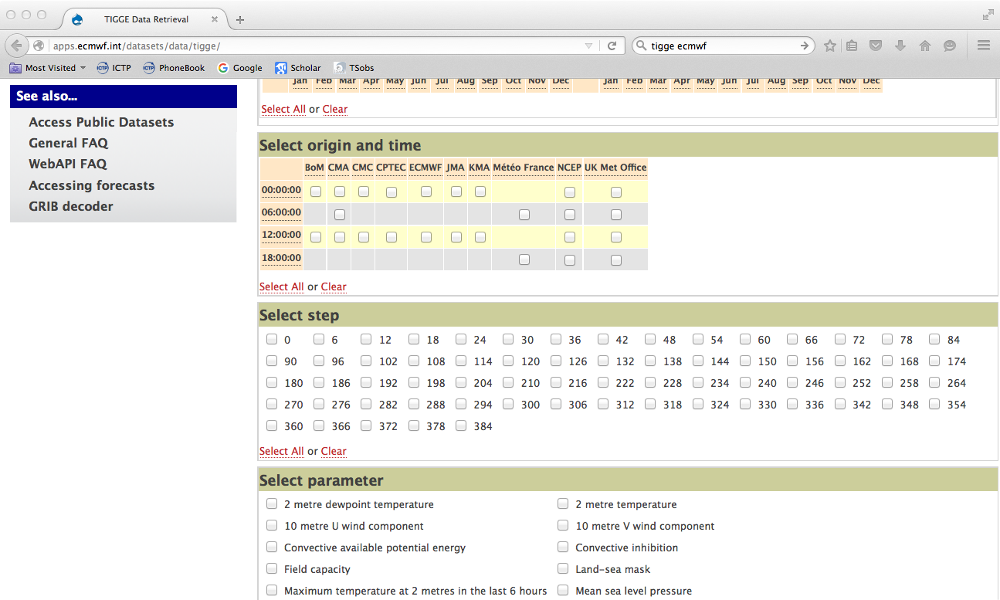 TIGGE Data Retrieval
apps.ecmwf.int/datasets/data/tigge/
tigge ecmwf
Most Visited ICTP PhoneBook Google Scholar TSobs
Jan Feb Mar Apr May Jun Jul Aug Sep Oct Nov Dec Jan Feb Mar Apr May Jun Jul Aug Sep Oct Nov Dec
See also...
Access Public Datasets
General FAQ
WebAPI FAQ
Accessing forecasts
GRIB decoder
Select All or Clear
Select origin and time
BoM CMA CMC CPTEC ECMWF JMA KMA Météo France NCEP UK Met Office
00:00:00
06:00:00
12:00:00
18:00:00
Select All or Clear
Select step
0 6 12 18 24 30 36 42 48 54 60 66 72 78 84
90 96 102 108 114 120 126 132 138 144 150 156 162 168 174
180 186 192 198 204 210 216 222 228 234 240 246 252 258 264
270 276 282 288 294 300 306 312 318 324 330 336 342 348 354
360 366 372 378 384
Select All or Clear
Select parameter
2 metre dewpoint temperature 2 metre temperature
10 metre U wind component 10 metre V wind component
Convective available potential energy Convective inhibition
Field capacity Land-sea mask
Maximum temperature at 2 metres in the last 6 hours Mean sea level pressure